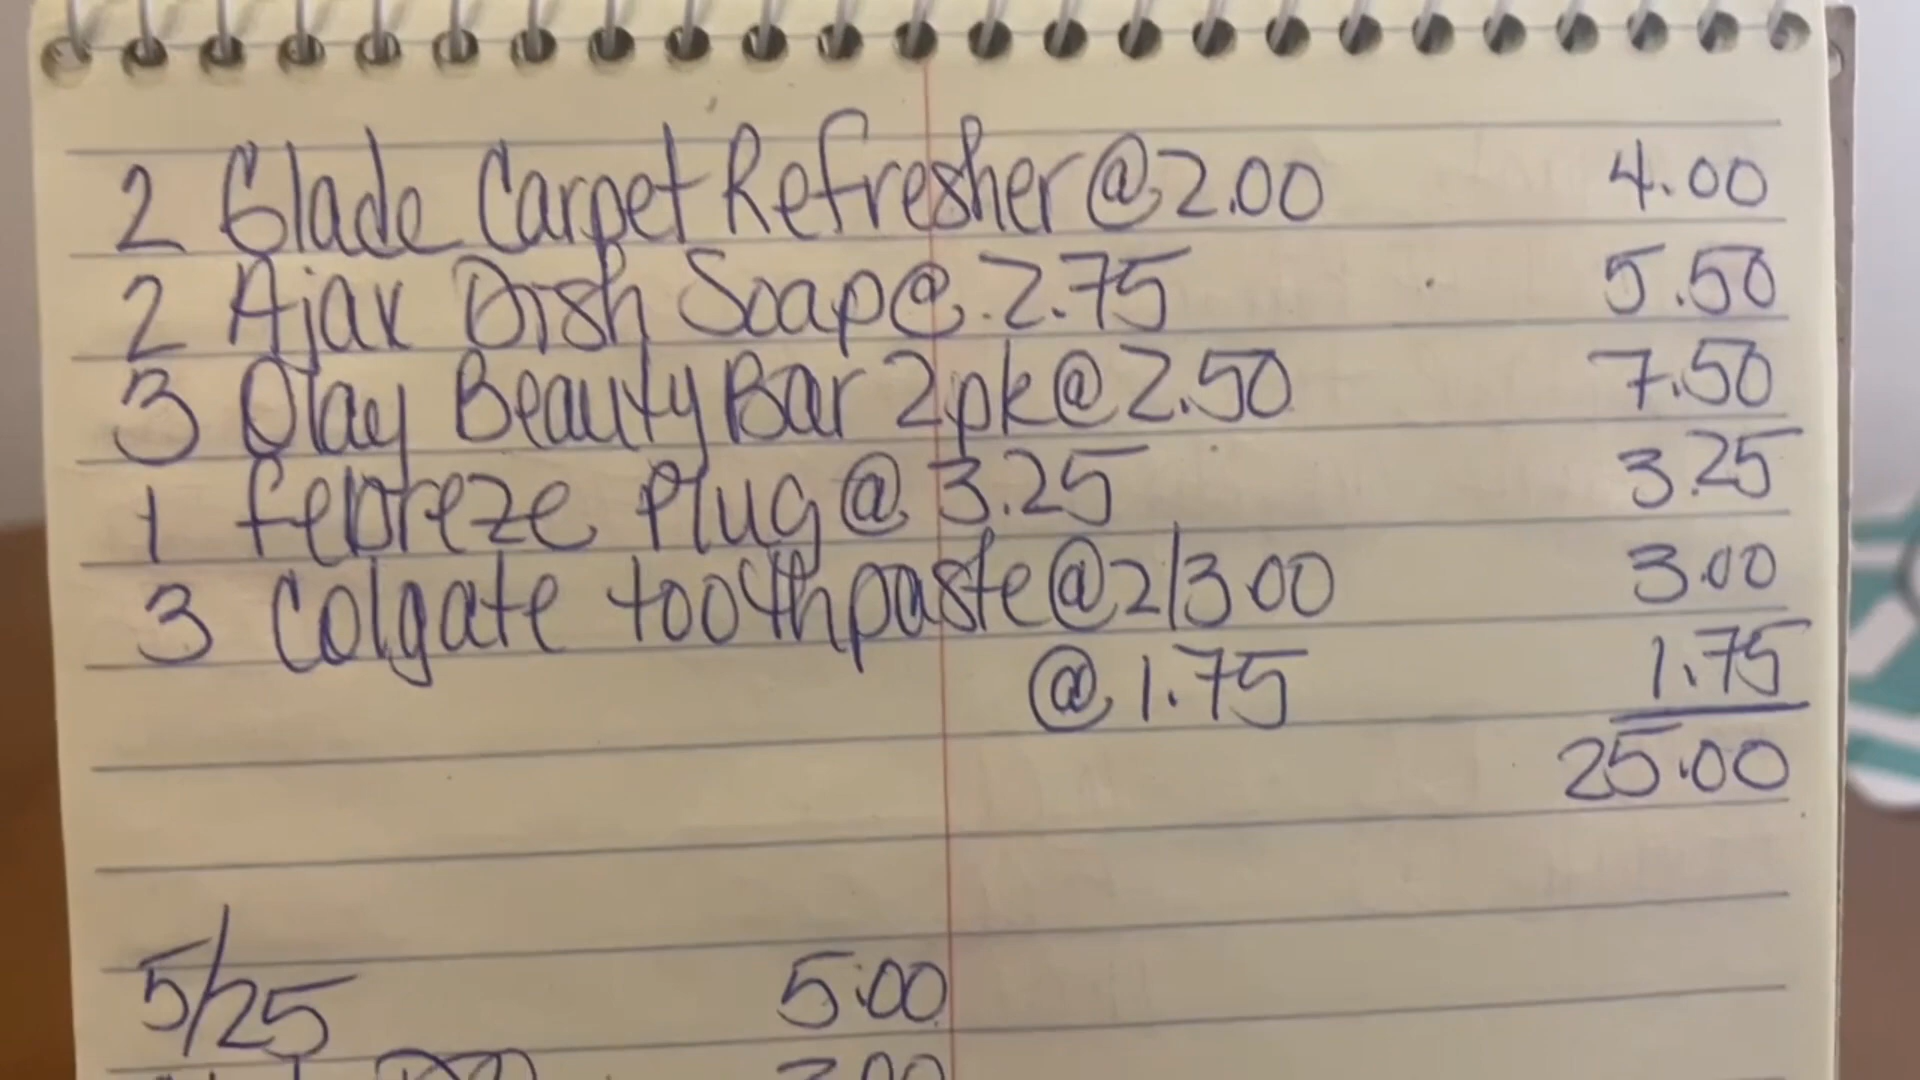 2 Glade Carpet Refresher @ 2.00 4.00
2 Ajax Dish Soap @ 2.75 5.50
3 Olay Beauty Bar 2pk @ 2.50 7.50
1 Febreze Plug @ 3.25 3.25
3 Colgate toothpaste @ 2/3.00 3.00
@ 1.75 1.75
25.00
5/25 5.00